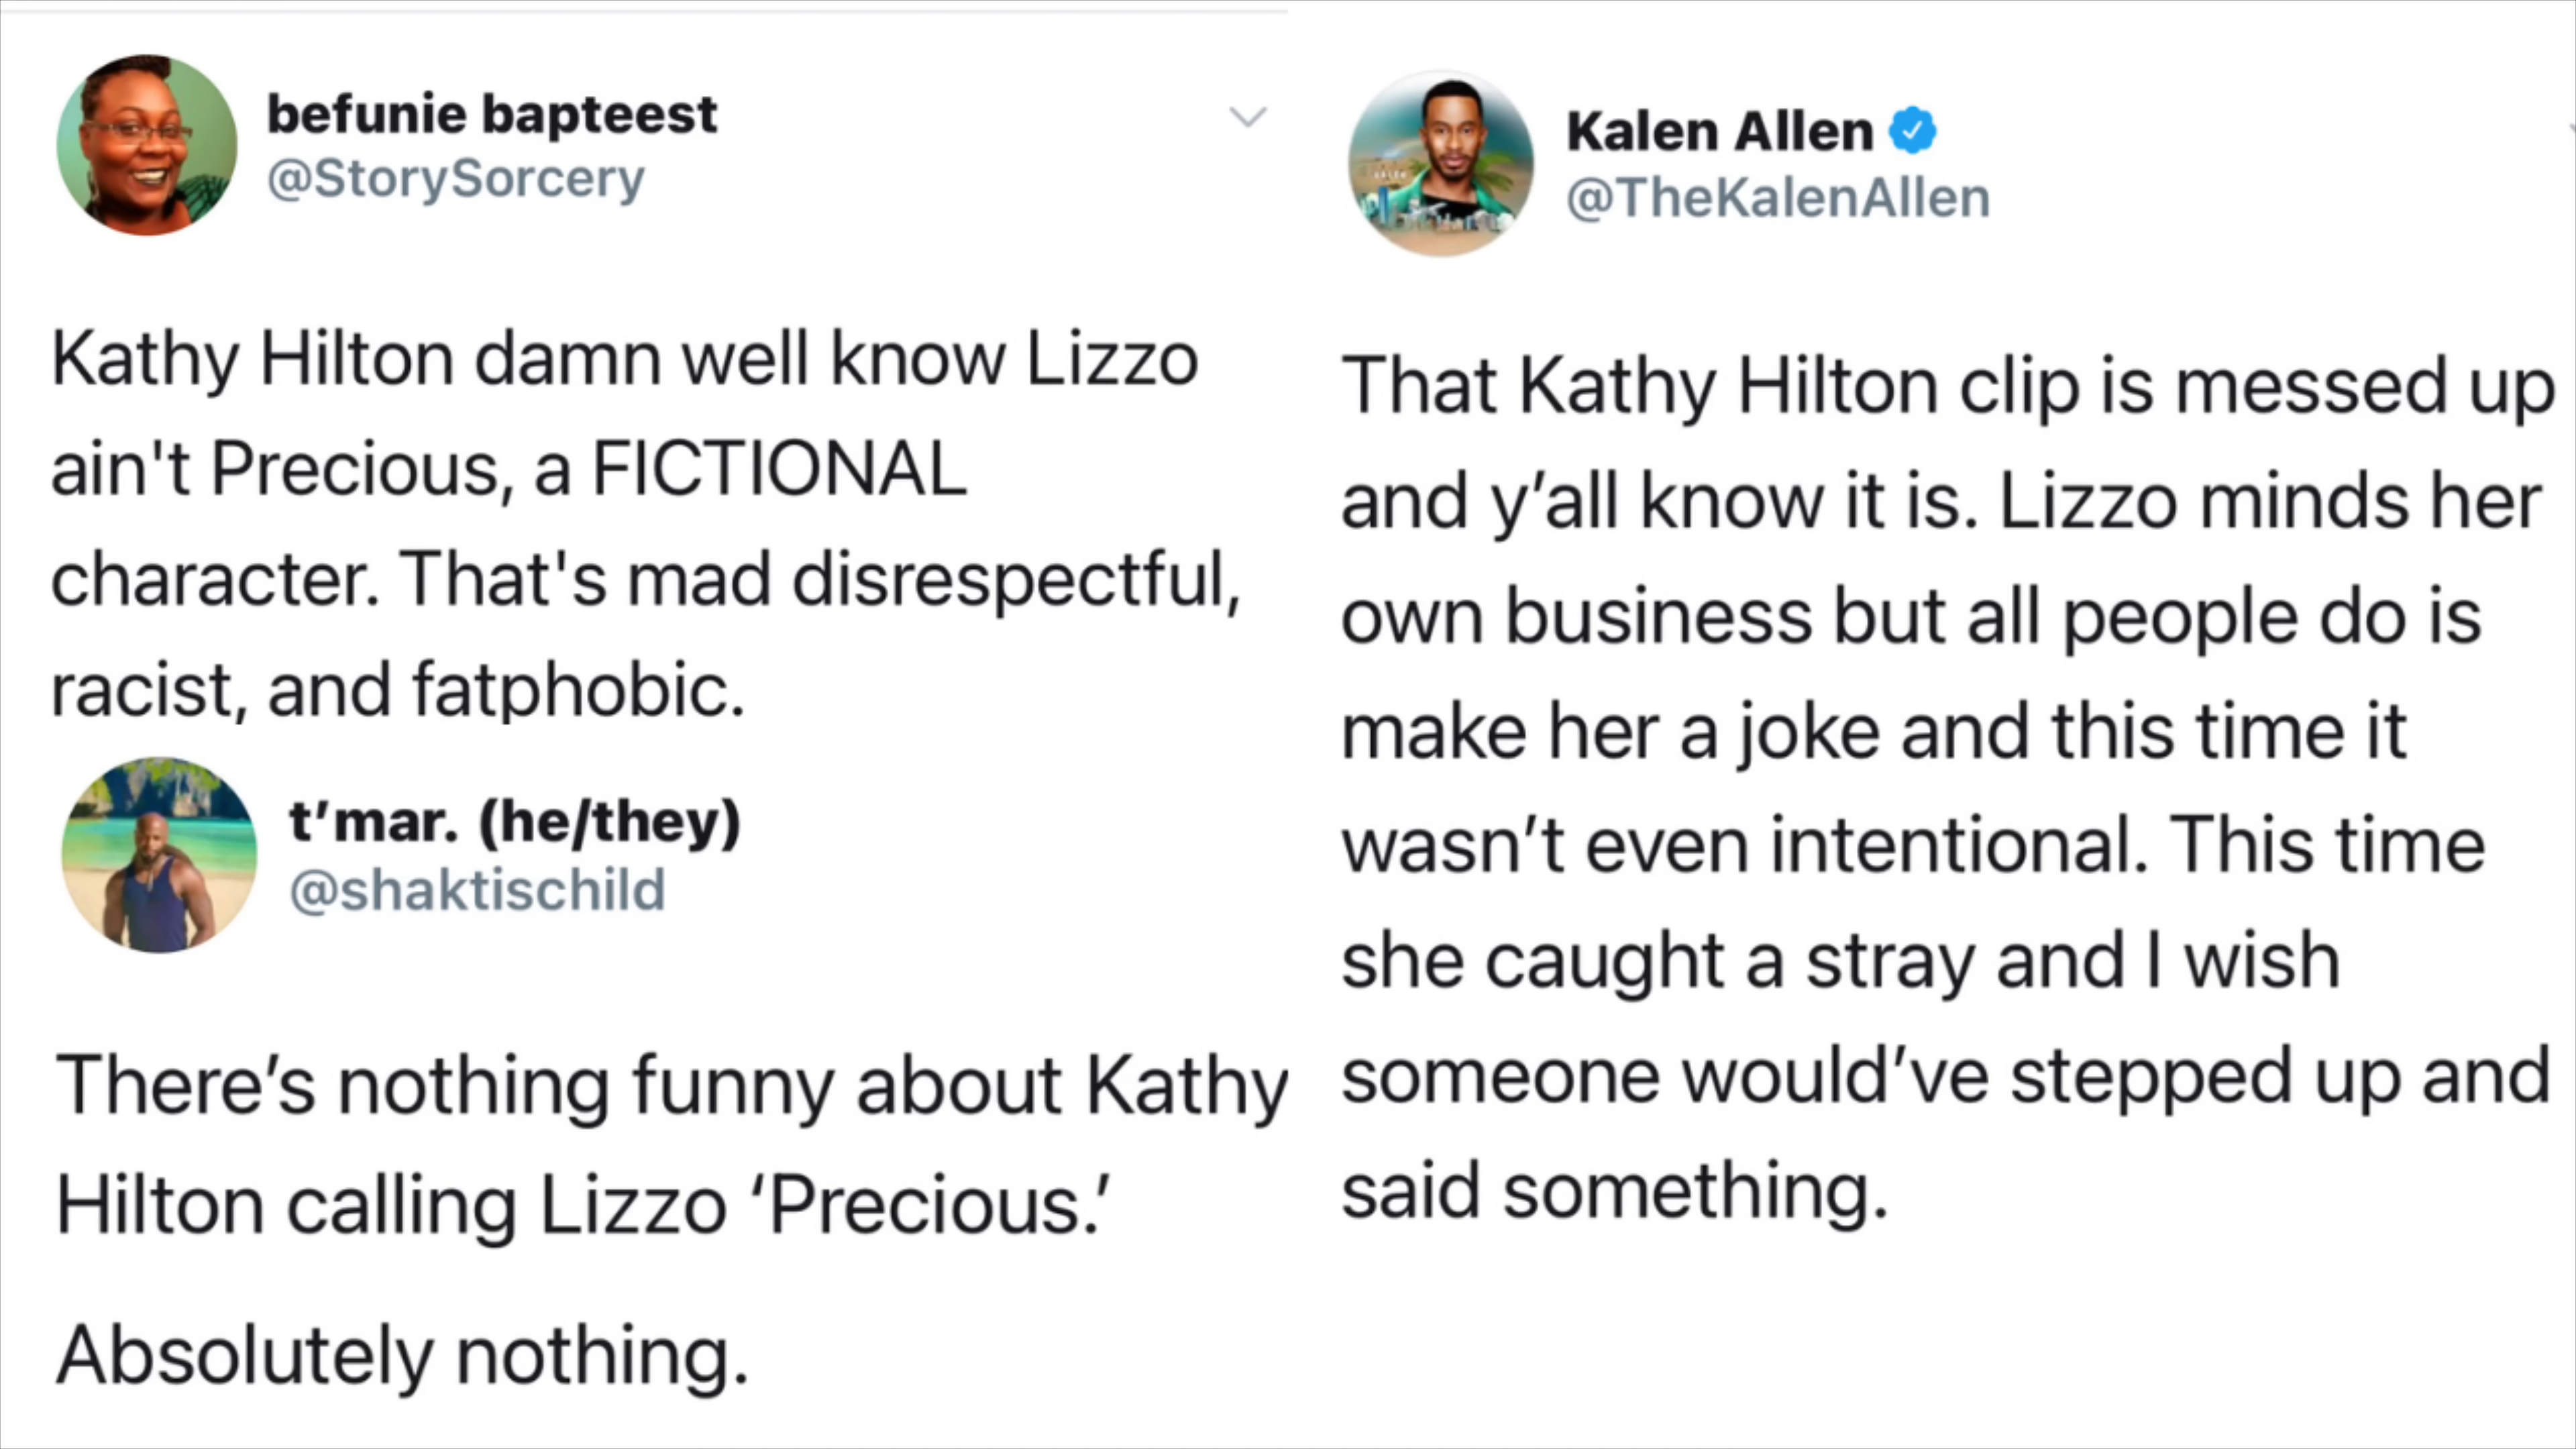 befunie bapteest
@StorySorcery
Kathy Hilton damn well know Lizzo
ain't Precious, a FICTIONAL
character. That's mad disrespectful,
racist, and fatphobic.
t’mar. (he/they)
@shaktischild
There’s nothing funny about Kathy
Hilton calling Lizzo ‘Precious.’
Absolutely nothing.
Kalen Allen
@TheKalenAllen
That Kathy Hilton clip is messed up
and y’all know it is. Lizzo minds her
own business but all people do is
make her a joke and this time it
wasn’t even intentional. This time
she caught a stray and I wish
someone would’ve stepped up and
said something.